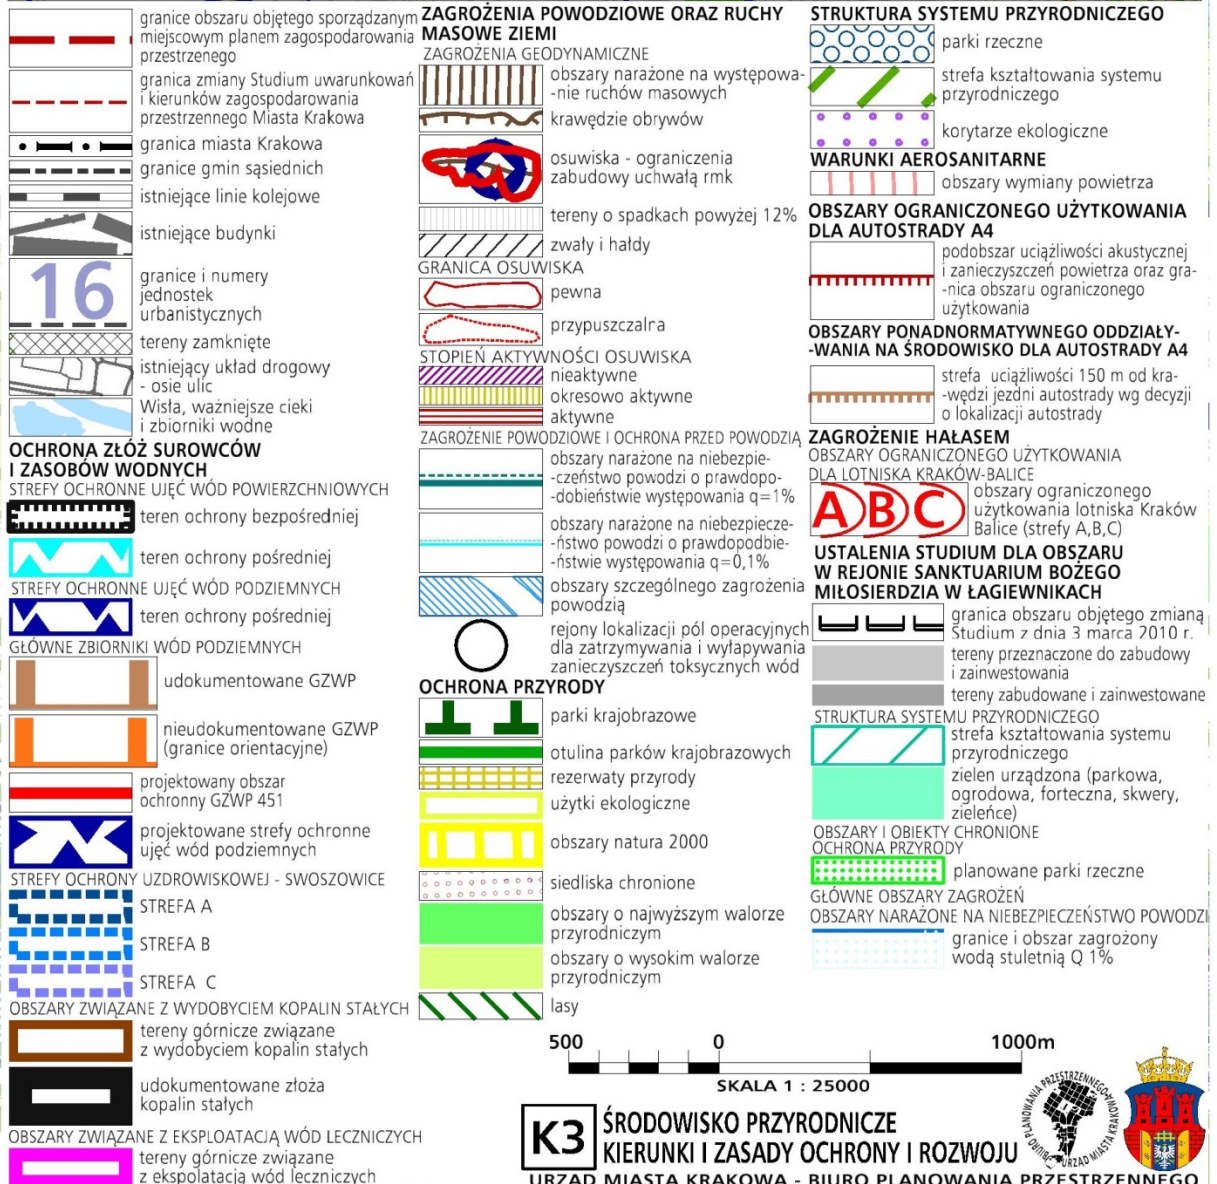 granice obszaru objętego sporządzanym
miejscowym planem zagospodarowania
przestrzenego
granica zmiany Studium uwarunkowań
i kierunków zagospodarowania
przestrzennego Miasta Krakowa
granica miasta Krakowa
granice gmin sąsiednich
istniejące linie kolejowe
istniejące budynki
16
granice i numery
jednostek
urbanistycznych
tereny zamknięte
istniejący układ drogowy
- osie ulic
Wisła, ważniejsze cieki
i zbiorniki wodne
OCHRONA ZŁÓŻ SUROWCÓW
I ZASOBÓW WODNYCH
STREFY OCHRONNE UJĘĆ WÓD POWIERZCHNIOWYCH
teren ochrony bezpośredniej
teren ochrony pośredniej
STREFY OCHRONNE UJĘĆ WÓD PODZIEMNYCH
teren ochrony pośredniej
GŁÓWNE ZBIORNIKI WÓD PODZIEMNYCH
udokumentowane GZWP
nieudokumentowane GZWP
(granice orientacyjne)
projektowany obszar
ochronny GZWP 451
projektowane strefy ochronne
ujęć wód podziemnych
STREFY OCHRONY UZDROWISKOWEJ - SWOSZOWICE
STREFA A
STREFA B
STREFA C
OBSZARY ZWIĄZANE Z WYDOBYCIEM KOPALIN STAŁYCH
tereny górnicze związane
z wydobyciem kopalin stałych
udokumentowane złoża
kopalin stałych
OBSZARY ZWIĄZANE Z EKSPLOATACJĄ WÓD LECZNICZYCH
tereny górnicze związane
z ekspolatacją wód leczniczych
ZAGROŻENIA POWODZIOWE ORAZ RUCHY
MASOWE ZIEMI
ZAGROŻENIA GEODYNAMICZNE
obszary narażone na występowa-
-nie ruchów masowych
krawędzie obrywów
osuwiska - ograniczenia
zabudowy uchwałą rmk
tereny o spadkach powyżej 12%
zwały i hałdy
GRANICA OSUWISKA
pewna
przypuszczalna
STOPIEŃ AKTYWNOŚCI OSUWISKA
nieaktywne
okresowo aktywne
aktywne
ZAGROŻENIE POWODZIOWE I OCHRONA PRZED POWODZIĄ
obszary narażone na niebezpie-
-czeństwo powodzi o prawdopo-
-dobieństwie występowania q=1%
obszary narażone na niebezpiecze-
-ństwo powodzi o prawdopodbie-
-ństwie występowania q=0,1%
obszary szczególnego zagrożenia
powodzią
rejony lokalizacji pól operacyjnych
dla zatrzymywania i wyłapywania
zanieczyszczeń toksycznych wód
OCHRONA PRZYRODY
parki krajobrazowe
otulina parków krajobrazowych
rezerwaty przyrody
użytki ekologiczne
obszary natura 2000
siedliska chronione
obszary o najwyższym walorze
przyrodniczym
obszary o wysokim walorze
przyrodniczym
lasy
STRUKTURA SYSTEMU PRZYRODNICZEGO
parki rzeczne
strefa kształtowania systemu
przyrodniczego
korytarze ekologiczne
WARUNKI AEROSANITARNE
obszary wymiany powietrza
OBSZARY OGRANICZONEGO UŻYTKOWANIA
DLA AUTOSTRADY A4
podobszar uciążliwości akustycznej
i zanieczyszczeń powietrza oraz gra-
-nica obszaru ograniczonego
użytkowania
OBSZARY PONADNORMATYWNEGO ODDZIAŁY-
-WANIA NA ŚRODOWISKO DLA AUTOSTRADY A4
strefa uciążliwości 150 m od kra-
-wędzi jezdni autostrady wg decyzji
o lokalizacji autostrady
ZAGROŻENIE HAŁASEM
OBSZARY OGRANICZONEGO UŻYTKOWANIA
DLA LOTNISKA KRAKÓW-BALICE
A B C
obszary ograniczonego
użytkowania lotniska Kraków
Balice (strefy A,B,C)
USTALENIA STUDIUM DLA OBSZARU
W REJONIE SANKTUARIUM BOŻEGO
MIŁOSIERDZIA W ŁAGIEWNIKACH
granica obszaru objętego zmianą
Studium z dnia 3 marca 2010 r.
tereny przeznaczone do zabudowy
i zainwestowania
tereny zabudowane i zainwestowane
STRUKTURA SYSTEMU PRZYRODNICZEGO
strefa kształtowania systemu
przyrodniczego
zielen urządzona (parkowa,
ogrodowa, forteczna, skwery,
zieleńce)
OBSZARY I OBIEKTY CHRONIONE
OCHRONA PRZYRODY
planowane parki rzeczne
GŁÓWNE OBSZARY ZAGROŻEŃ
OBSZARY NARAŻONE NA NIEBEZPIECZEŃSTWO POWODZI
granice i obszar zagrożony
wodą stuletnią Q 1%
500 0 1000m
SKALA 1 : 25000
K3
ŚRODOWISKO PRZYRODNICZE
KIERUNKI I ZASADY OCHRONY I ROZWOJU
BIURO PLANOWANIA PRZESTRZENNEGO
URZĄD MIASTA KRAKOWA
URZĄD MIASTA KRAKOWA - BIURO PLANOWANIA PRZESTRZENNEGO